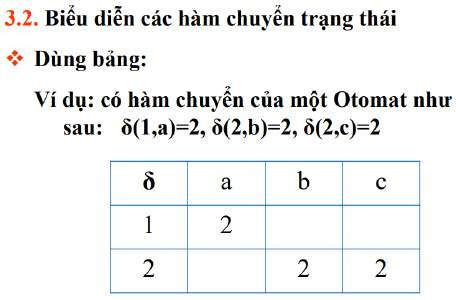 3.2. Biểu diễn các hàm chuyển trạng thái
❖ Dùng bảng:
Ví dụ: có hàm chuyển của một Otomat như
sau: δ(1,a)=2, δ(2,b)=2, δ(2,c)=2
δ a b c
1 2
2 2 2